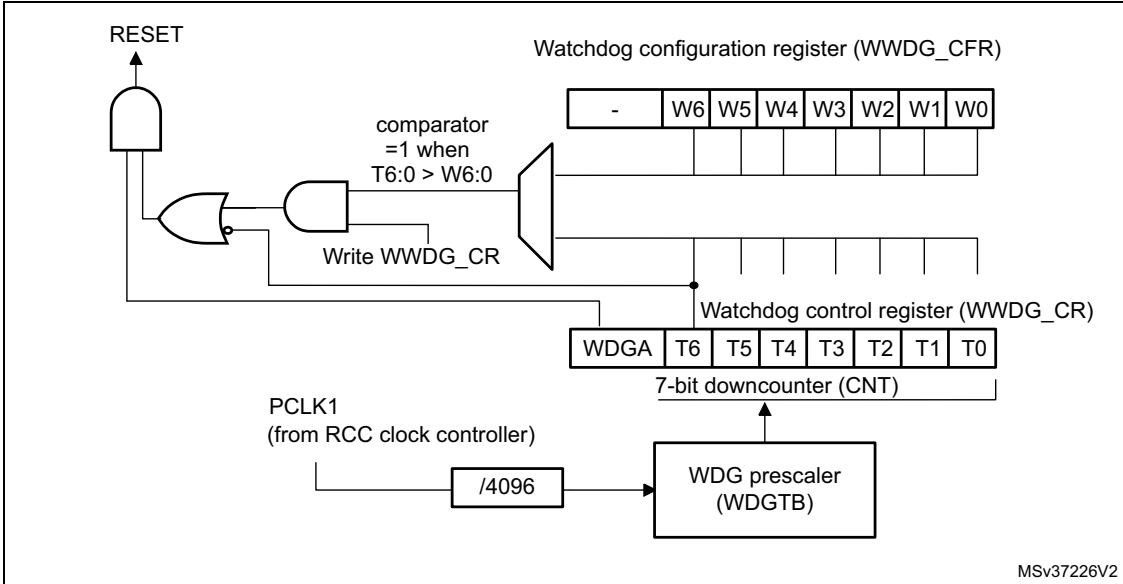 RESET
Watchdog configuration register (WWDG_CFR)
- W6 W5 W4 W3 W2 W1 W0
comparator
=1 when
T6:0 > W6:0
Write WWDG_CR
Watchdog control register (WWDG_CR)
WDGA T6 T5 T4 T3 T2 T1 T0
7-bit downcounter (CNT)
PCLK1
(from RCC clock controller)
/4096
WDG prescaler
(WDGTB)
MSv37226V2